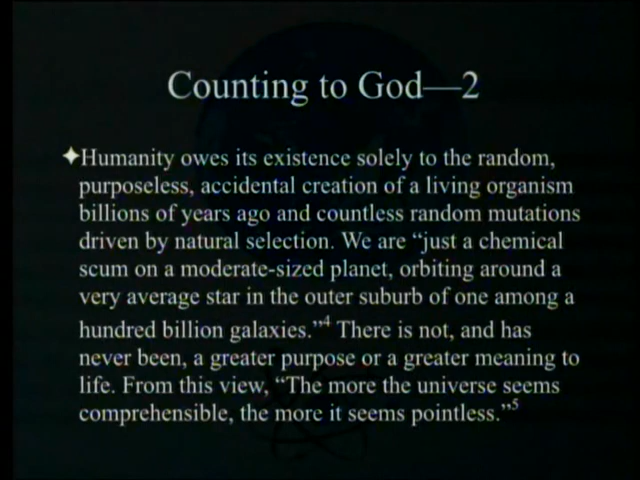 Counting to God—2
✦Humanity owes its existence solely to the random,
purposeless, accidental creation of a living organism
billions of years ago and countless random mutations
driven by natural selection. We are “just a chemical
scum on a moderate-sized planet, orbiting around a
very average star in the outer suburb of one among a
hundred billion galaxies.”4 There is not, and has
never been, a greater purpose or a greater meaning to
life. From this view, “The more the universe seems
comprehensible, the more it seems pointless.”5